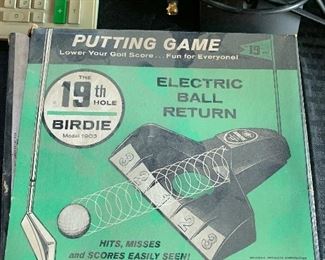 PUTTING GAME
Lower Your Golf Score... Fun for Everyone!
19
THE
19th
HOLE
BIRDIE
Model 1903
ELECTRIC
BALL
RETURN
2
HITS, MISSES
and SCORES EASILY SEEN!